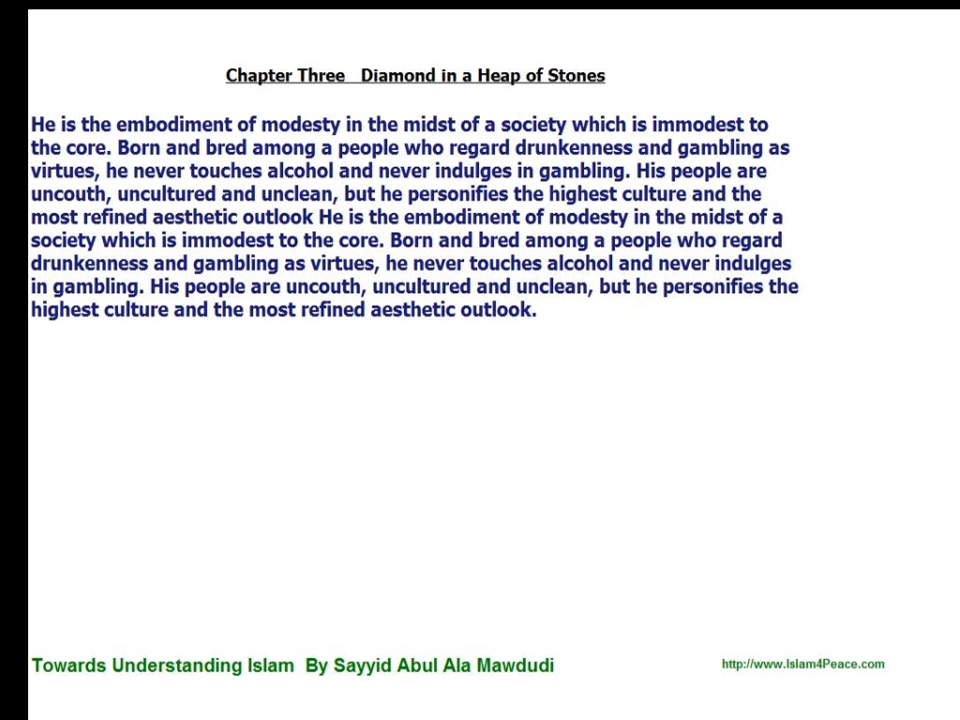 Chapter Three   Diamond in a Heap of Stones
He is the embodiment of modesty in the midst of a society which is immodest to
the core. Born and bred among a people who regard drunkenness and gambling as
virtues, he never touches alcohol and never indulges in gambling. His people are
uncouth, uncultured and unclean, but he personifies the highest culture and the
most refined aesthetic outlook He is the embodiment of modesty in the midst of a
society which is immodest to the core. Born and bred among a people who regard
drunkenness and gambling as virtues, he never touches alcohol and never indulges
in gambling. His people are uncouth, uncultured and unclean, but he personifies the
highest culture and the most refined aesthetic outlook.
Towards Understanding Islam  By Sayyid Abul Ala Mawdudi
http://www.Islam4Peace.com